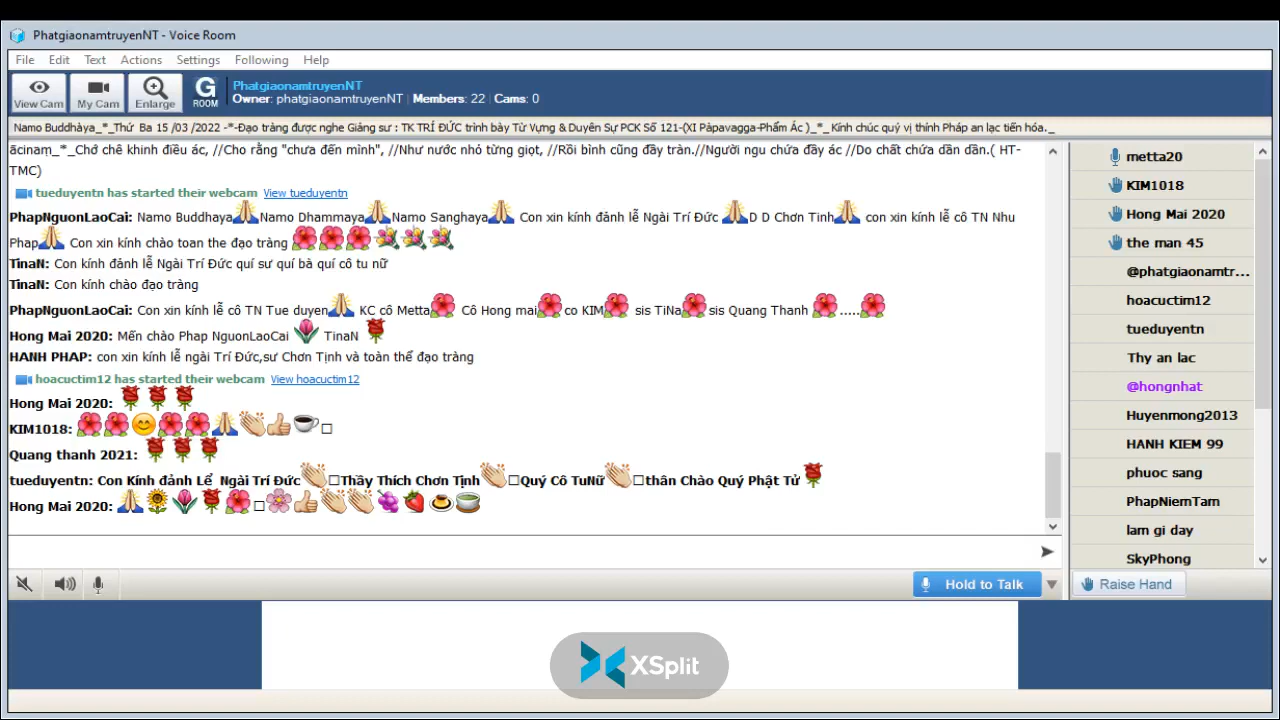 PhatgiaonamtruyenNT - Voice Room
File Edit Text Actions Settings Following Help
View Cam My Cam Enlarge G ROOM
PhatgiaonamtruyenNT
Owner: phatgiaonamtruyenNT Members: 22 Cams: 0
Namo Buddhàya_*_Thứ Ba 15 /03 /2022 -*-Đạo tràng được nghe Giảng sư : TK TRÍ ĐỨC trình bày Từ Vựng & Duyên Sự PCK Số 121-(XI Pàpavagga-Phẩm Ác )_*_ Kính chúc quý vị thính Pháp an lạc tiến hóa._
ācinaṃ_*_Chớ chê khinh điều ác, //Cho rằng "chưa đến mình", //Như nước nhỏ từng giọt, //Rồi bình cũng đầy tràn.//Người ngu chứa đầy ác //Do chất chứa dần dần.( HT-
TMC)
tueduyentn has started their webcam View tueduyentn
PhapNguonLaoCai: Namo Buddhaya🙏Namo Dhammaya🙏Namo Sanghaya🙏 Con xin kính đảnh lễ Ngài Trí Đức 🙏D D Chơn Tinh🙏 con xin kính lễ cô TN Nhu
Phap🙏 Con xin kính chào toan the đạo tràng 🌺🌺🌺💐💐💐
TinaN: Con kính đảnh lễ Ngài Trí Đức quí sư quí bà quí cô tu nữ
TinaN: Con kính chào đạo tràng
PhapNguonLaoCai: Con xin kính lễ cô TN Tue duyen🙏 KC cô Metta🌺 Cô Hong mai🌺 co KIM🌺 sis TiNa🌺 sis Quang Thanh 🌺.....🌺
Hong Mai 2020: Mến chào Phap NguonLaoCai 🌷 TinaN 🌹
HANH PHAP: con xin kính lễ ngài Trí Đức,sư Chơn Tịnh và toàn thể đạo tràng
hoacuctim12 has started their webcam View hoacuctim12
Hong Mai 2020: 🌹🌹🌹
KIM1018: 🌺🌺😊🌺🌺🙏👏👍☕□
Quang thanh 2021: 🌹🌹🌹
tueduyentn: Con Kính đảnh Lể Ngài Trí Đức👏□Thầy Thích Chơn Tịnh👏□Quý Cô TuNữ👏□thân Chào Quý Phật Tử🌹
Hong Mai 2020: 🙏🌻🌷🌹🌺□🌸👍👏👏🍇🍓🍮🍵
Hold to Talk
metta20
KIM1018
Hong Mai 2020
the man 45
@phatgiaonamtr...
hoacuctim12
tueduyentn
Thy an lac
@hongnhat
Huyenmong2013
HANH KIEM 99
phuoc sang
PhapNiemTam
lam gi day
SkyPhong
Raise Hand
XSplit